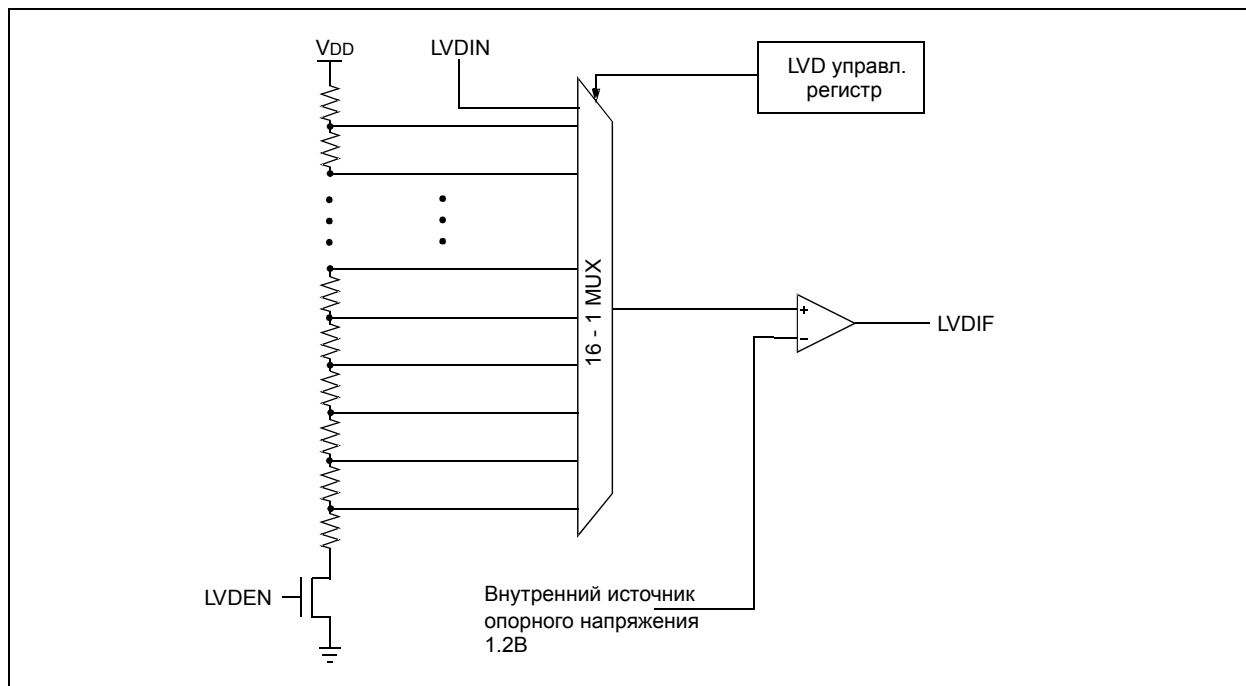 VDD
LVDIN
LVD управл.
регистр
16 - 1 MUX
+
−
LVDIF
LVDEN
Внутренний источник
опорного напряжения
1.2В